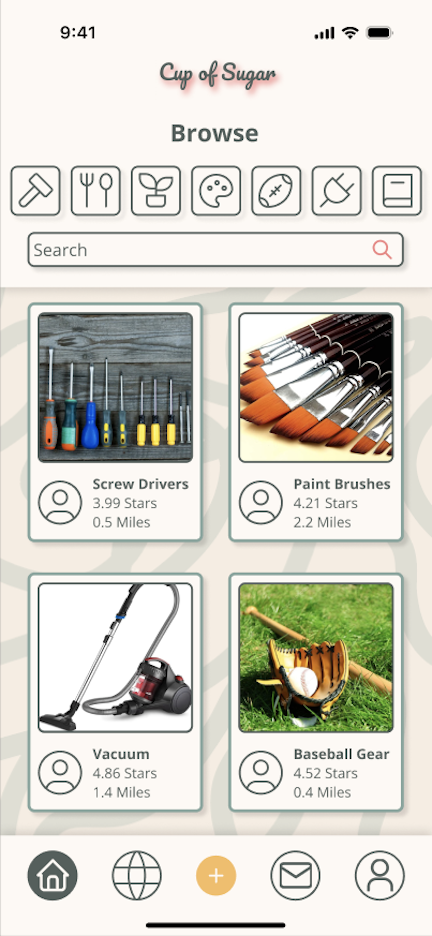 9:41
Cup of Sugar
Browse
Search
Screw Drivers
3.99 Stars
0.5 Miles
Paint Brushes
4.21 Stars
2.2 Miles
Vacuum
4.86 Stars
1.4 Miles
Baseball Gear
4.52 Stars
0.4 Miles